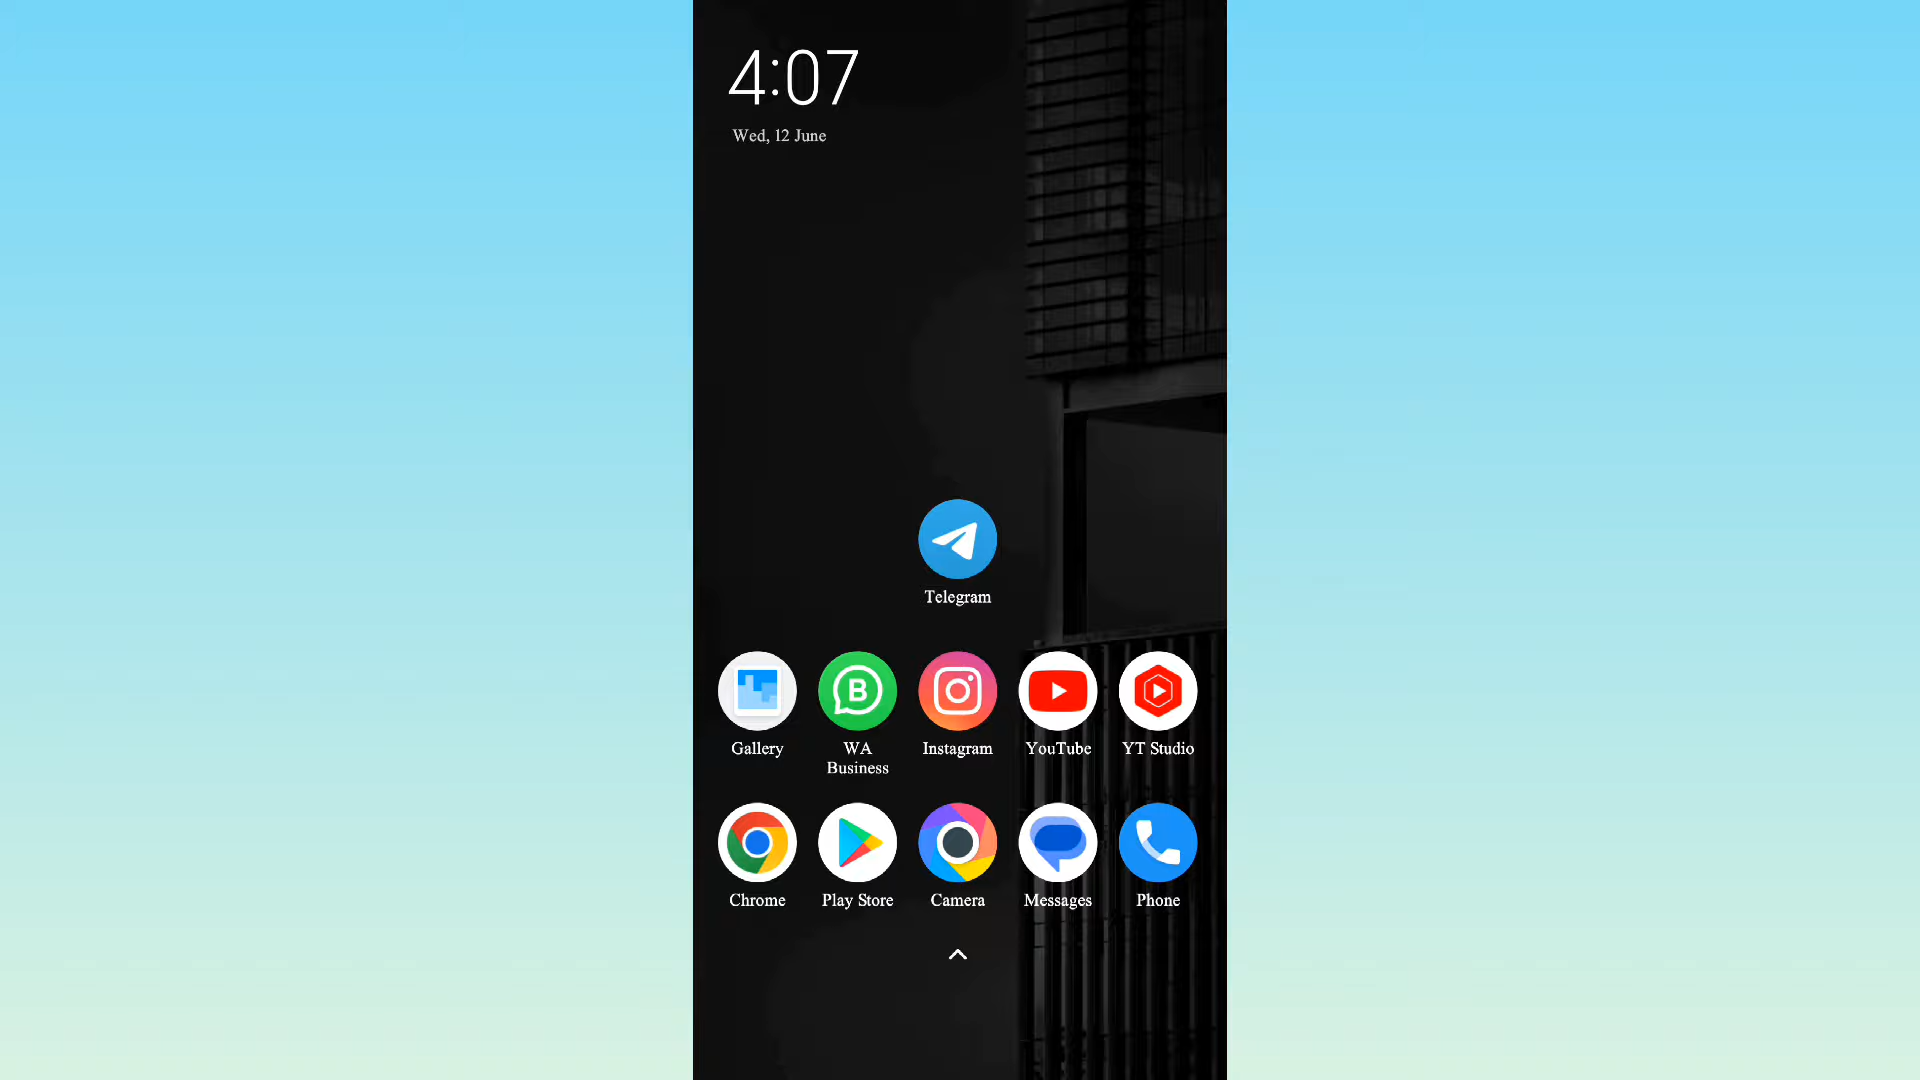 4:07
Wed, 12 June
Telegram
Gallery
WA
Business
Instagram
YouTube
YT Studio
Chrome
Play Store
Camera
Messages
Phone